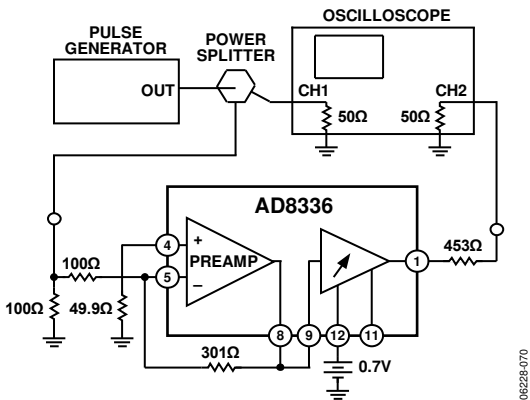 OSCILLOSCOPE
PULSE
GENERATOR
POWER
SPLITTER
OUT
CH1
CH2
50Ω
50Ω
AD8336
4
+
PREAMP
5
–
1
453Ω
100Ω
100Ω
49.9Ω
8
9
12
11
301Ω
0.7V
06228-070